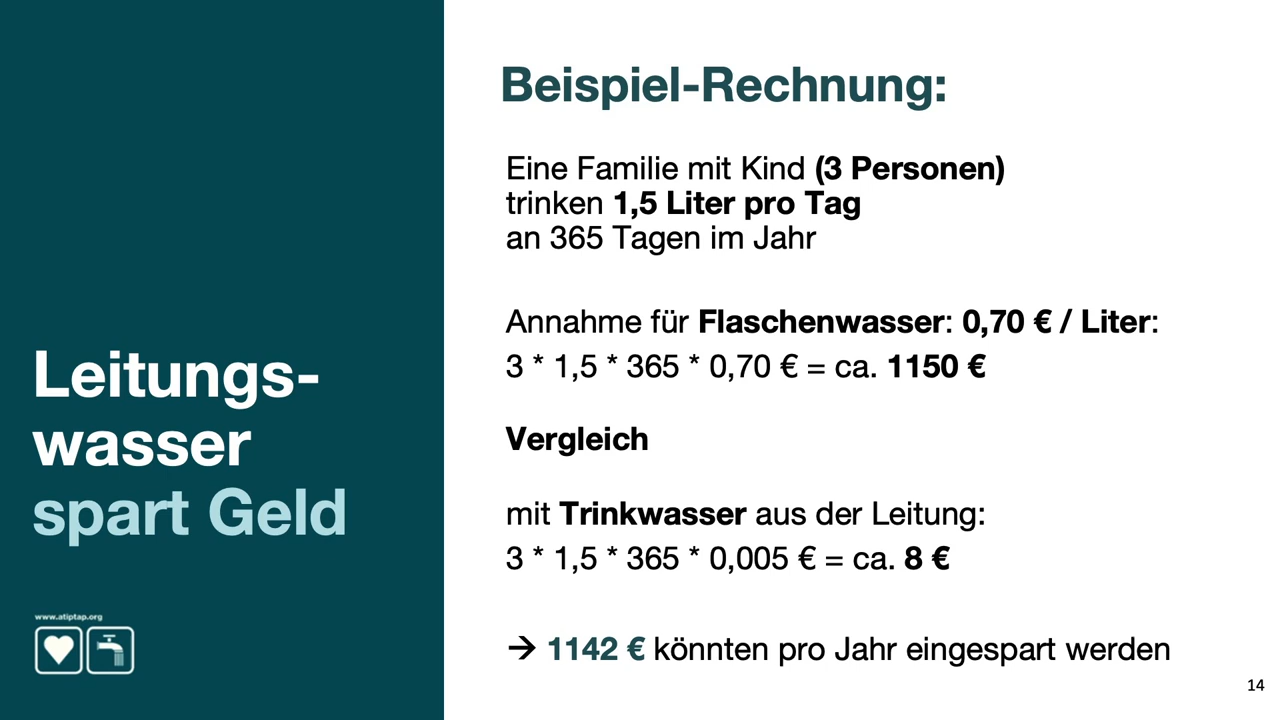 Leitungs-
wasser
spart Geld
www.atiptap.org
Beispiel-Rechnung:
Eine Familie mit Kind (3 Personen)
trinken 1,5 Liter pro Tag
an 365 Tagen im Jahr
Annahme für Flaschenwasser: 0,70 € / Liter:
3 * 1,5 * 365 * 0,70 € = ca. 1150 €
Vergleich
mit Trinkwasser aus der Leitung:
3 * 1,5 * 365 * 0,005 € = ca. 8 €
→ 1142 € könnten pro Jahr eingespart werden
14